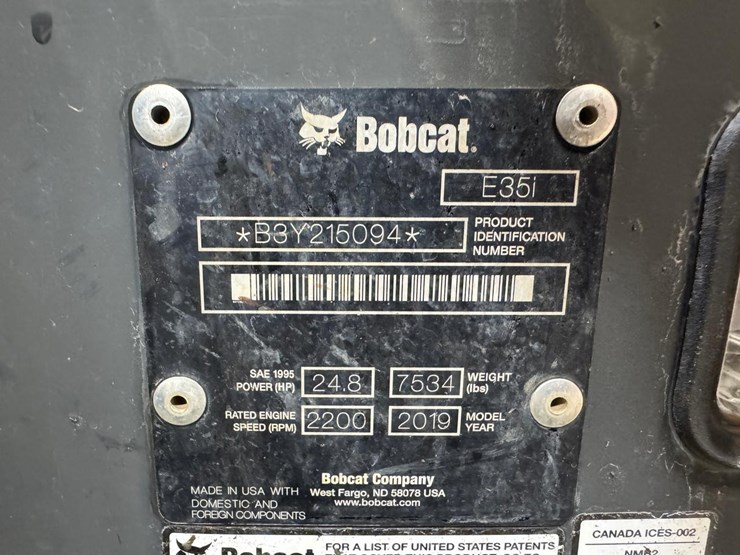 Bobcat.
E35i
*B3Y215094*
PRODUCT
IDENTIFICATION
NUMBER
SAE 1995
POWER (HP)
24.8
7534
WEIGHT
(lbs)
RATED ENGINE
SPEED (RPM)
2200
2019
MODEL
YEAR
Bobcat Company
MADE IN USA WITH
West Fargo, ND 58078 USA
DOMESTIC AND
www.bobcat.com
FOREIGN COMPONENTS
Bobcat
FOR A LIST OF UNITED STATES PATENTS
CANADA ICES-002